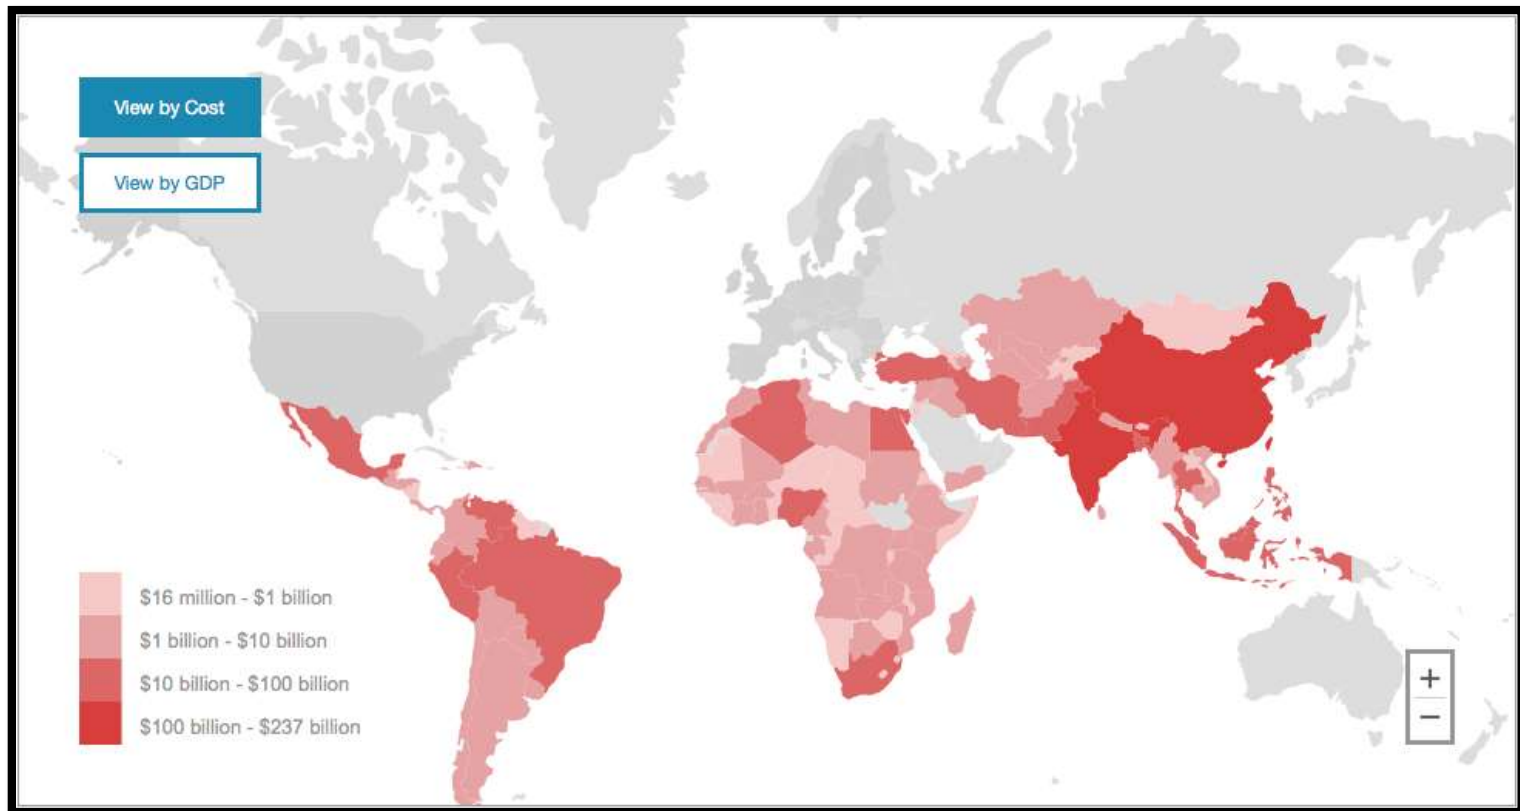 View by Cost
View by GDP
$16 million - $1 billion
$1 billion - $10 billion
$10 billion - $100 billion
$100 billion - $237 billion
+
−